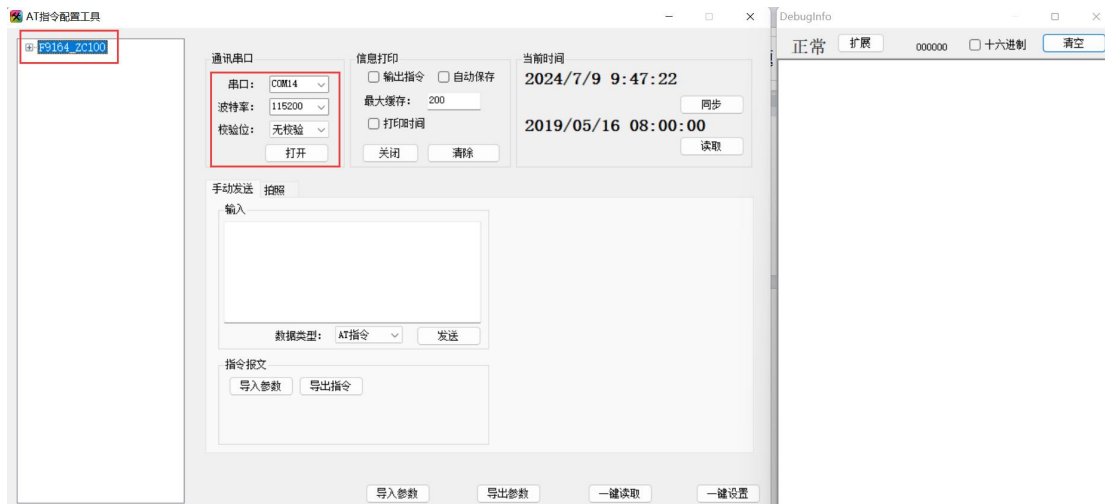 AT指令配置工具
F9164_ZC100
通讯串口
串口： COM14
波特率： 115200
校验位： 无校验
打开
信息打印
输出指令 自动保存
最大缓存： 200
打印时间
关闭 清除
当前时间
2024/7/9 9:47:22
同步
2019/05/16 08:00:00
读取
手动发送 拍照
输入
数据类型： AT指令 发送
指令报文
导入参数 导出指令
导入参数 导出参数 一键读取 一键设置
DebugInfo
正常 扩展 000000 十六进制 清空